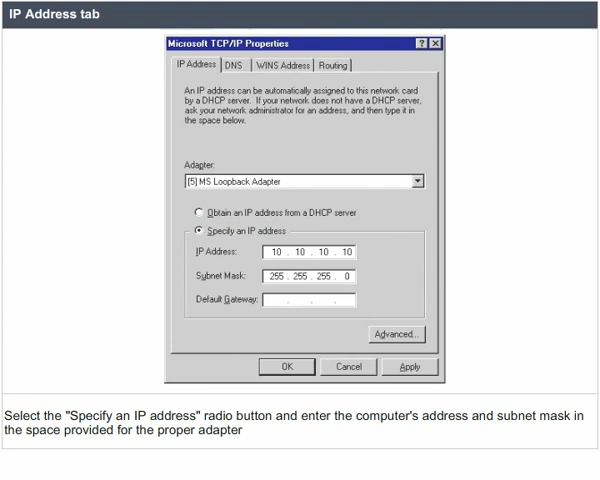 IP Address tab
Microsoft TCP/IP Properties
IP Address DNS WINS Address Routing
An IP address can be automatically assigned to this network card
by a DHCP server. If your network does not have a DHCP server,
ask your network administrator for an address, and then type it in
the space below.
Adapter:
[5] MS Loopback Adapter
Obtain an IP address from a DHCP server
Specify an IP address
IP Address: 10 . 10 . 10 . 10
Subnet Mask: 255 . 255 . 255 . 0
Default Gateway: . . .
Advanced...
OK Cancel Apply
Select the "Specify an IP address" radio button and enter the computer's address and subnet mask in
the space provided for the proper adapter